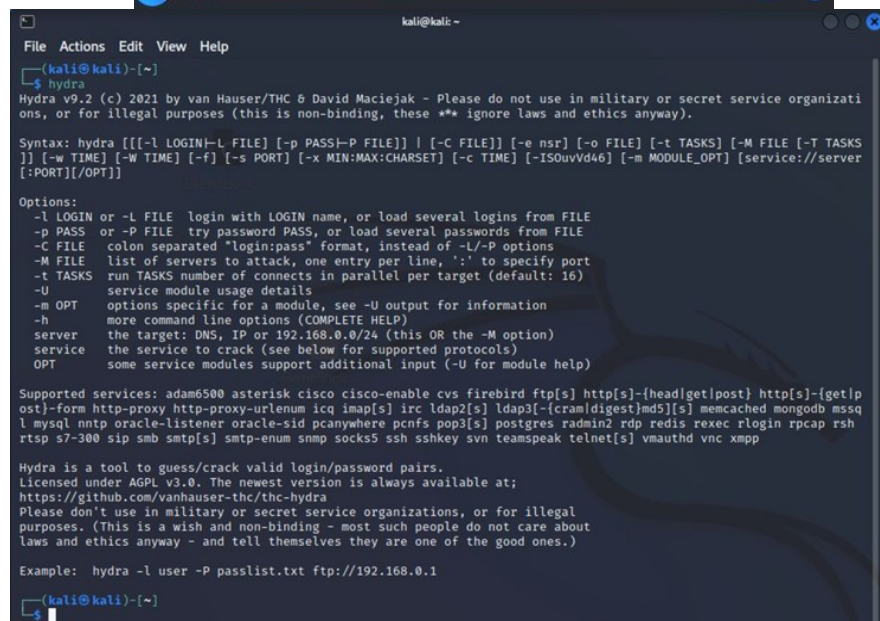 kali@kali: ~
File Actions Edit View Help
┌──(kali㉿kali)-[~]
└─$ hydra
Hydra v9.2 (c) 2021 by van Hauser/THC & David Maciejak - Please do not use in military or secret service organizati
ons, or for illegal purposes (this is non-binding, these *** ignore laws and ethics anyway).
Syntax: hydra [[[-l LOGIN|-L FILE] [-p PASS|-P FILE]] | [-C FILE]] [-e nsr] [-o FILE] [-t TASKS] [-M FILE [-T TASKS
]] [-w TIME] [-W TIME] [-f] [-s PORT] [-x MIN:MAX:CHARSET] [-c TIME] [-ISOuvVd46] [-m MODULE_OPT] [service://server
[:PORT][/OPT]]
Options:
-l LOGIN or -L FILE login with LOGIN name, or load several logins from FILE
-p PASS or -P FILE try password PASS, or load several passwords from FILE
-C FILE colon separated "login:pass" format, instead of -L/-P options
-M FILE list of servers to attack, one entry per line, ':' to specify port
-t TASKS run TASKS number of connects in parallel per target (default: 16)
-U service module usage details
-m OPT options specific for a module, see -U output for information
-h more command line options (COMPLETE HELP)
server the target: DNS, IP or 192.168.0.0/24 (this OR the -M option)
service the service to crack (see below for supported protocols)
OPT some service modules support additional input (-U for module help)
Supported services: adam6500 asterisk cisco cisco-enable cvs firebird ftp[s] http[s]-{head|get|post} http[s]-{get|p
ost}-form http-proxy http-proxy-urlenum icq imap[s] irc ldap2[s] ldap3[-{cram|digest}md5][s] memcached mongodb mssq
l mysql nntp oracle-listener oracle-sid pcanywhere pcnfs pop3[s] postgres radmin2 rdp redis rexec rlogin rpcap rsh
rtsp s7-300 sip smb smtp[s] smtp-enum snmp socks5 ssh sshkey svn teamspeak telnet[s] vmauthd vnc xmpp
Hydra is a tool to guess/crack valid login/password pairs.
Licensed under AGPL v3.0. The newest version is always available at;
https://github.com/vanhauser-thc/thc-hydra
Please don't use in military or secret service organizations, or for illegal
purposes. (This is a wish and non-binding - most such people do not care about
laws and ethics anyway - and tell themselves they are one of the good ones.)
Example: hydra -l user -P passlist.txt ftp://192.168.0.1
┌──(kali㉿kali)-[~]
└─$